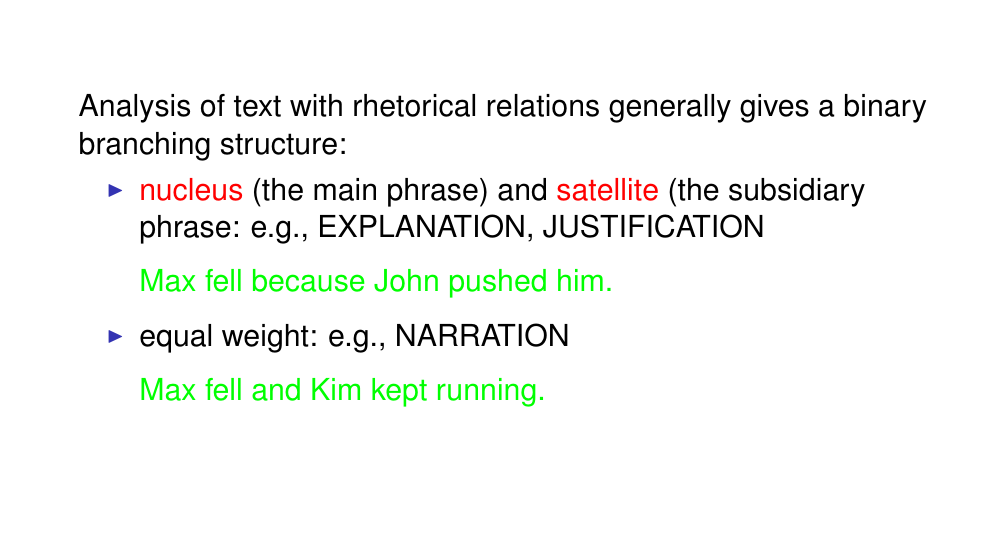 Analysis of text with rhetorical relations generally gives a binary
branching structure:
▶ nucleus (the main phrase) and satellite (the subsidiary
phrase: e.g., EXPLANATION, JUSTIFICATION
Max fell because John pushed him.
▶ equal weight: e.g., NARRATION
Max fell and Kim kept running.